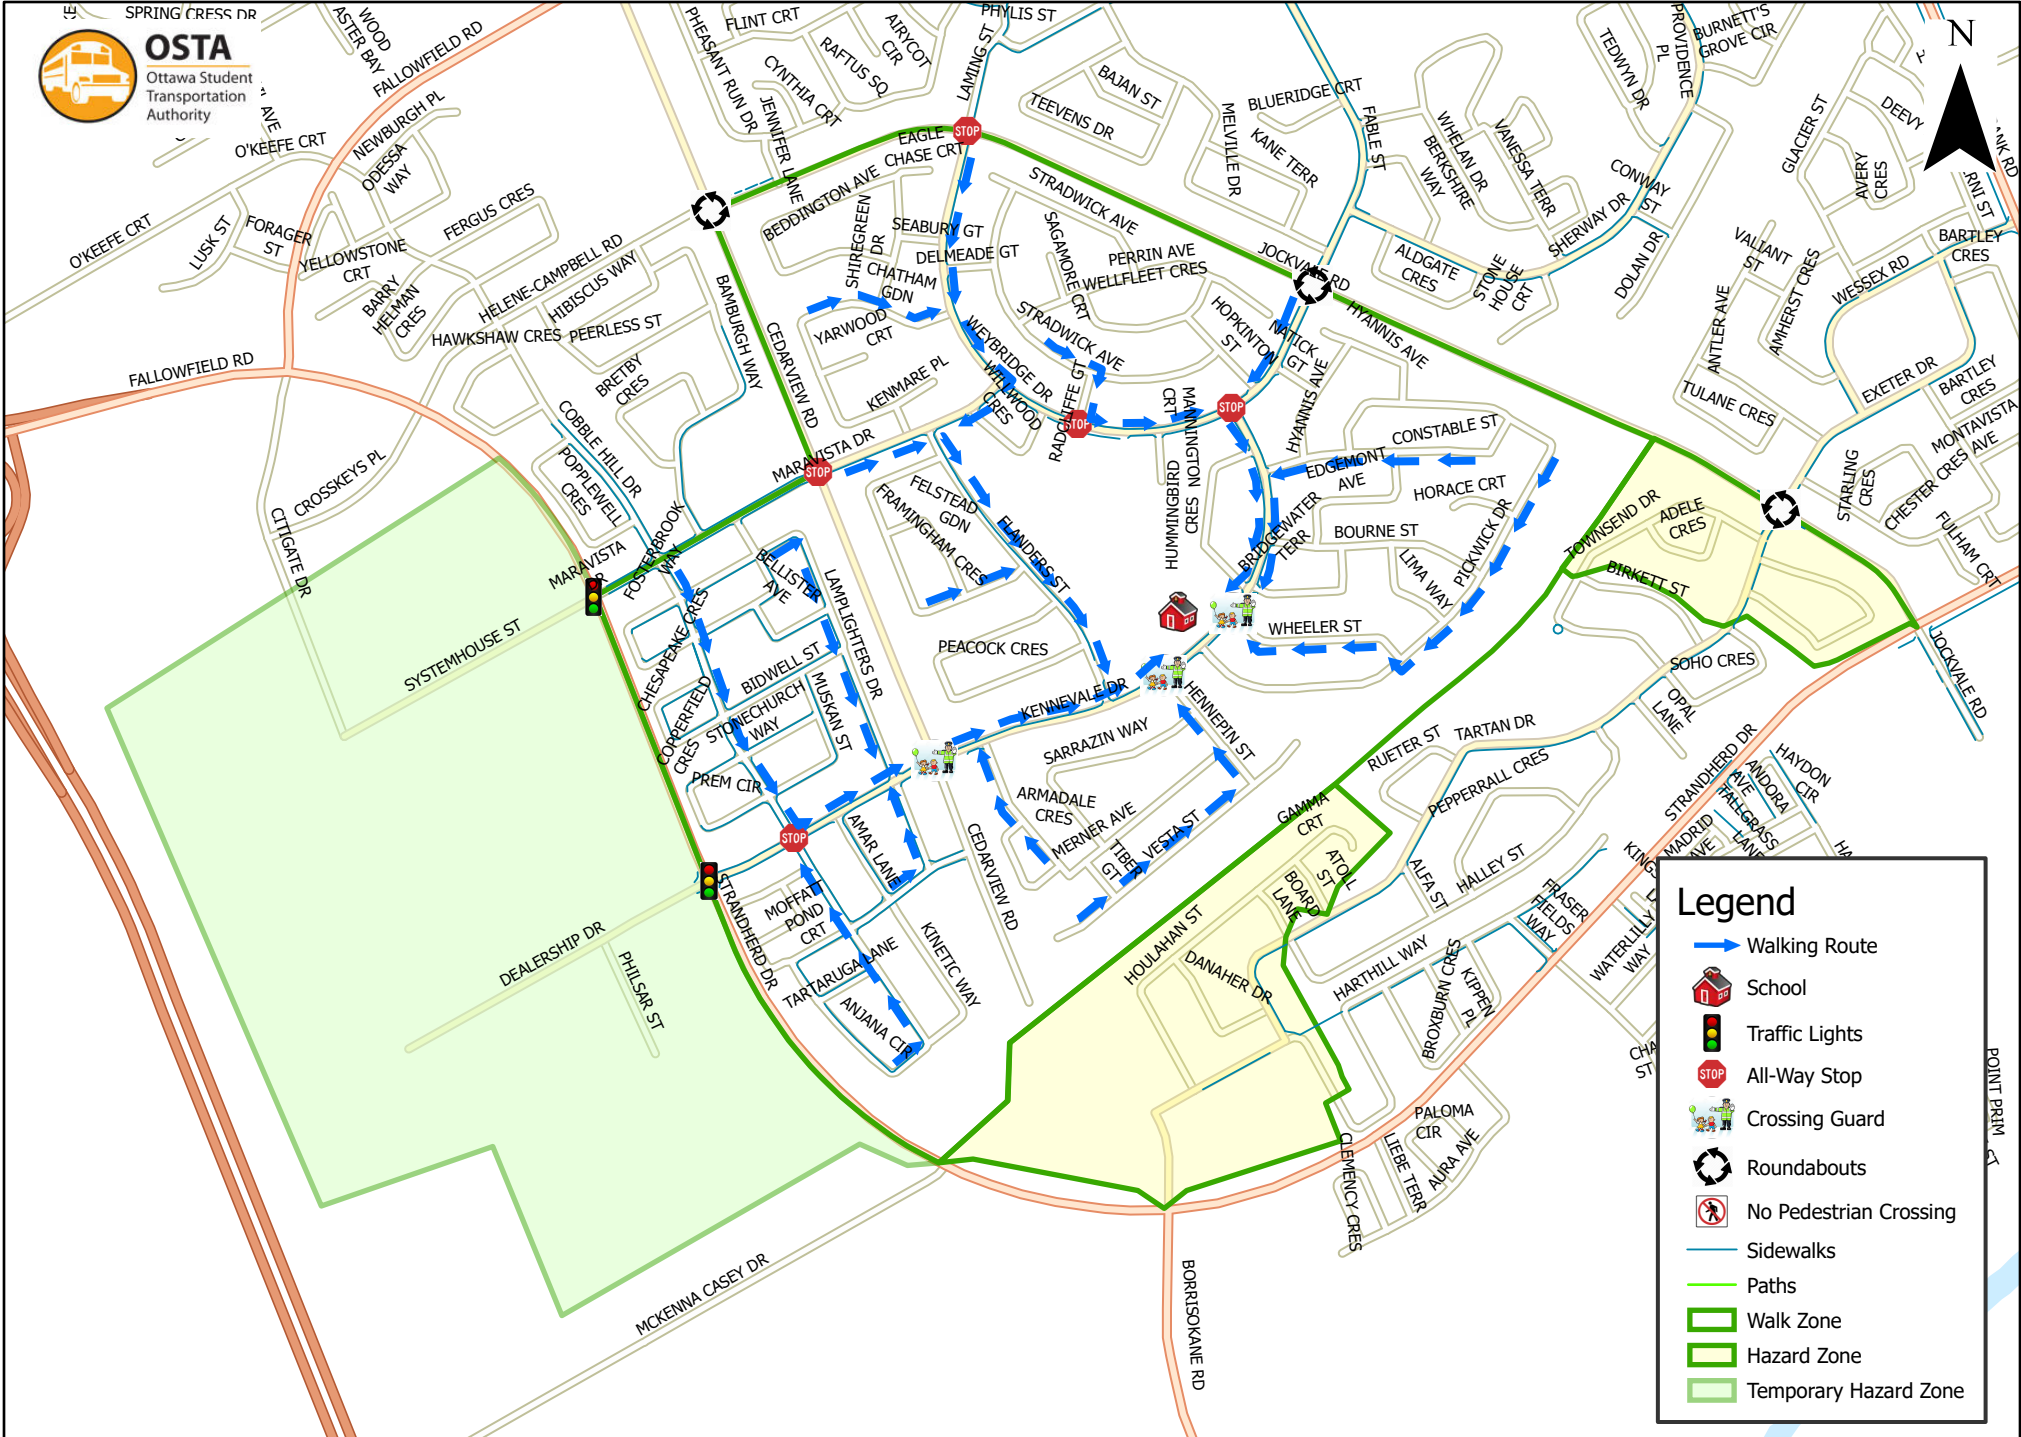 OSTA
Ottawa Student
Transportation
Authority
SPRING CRESS DR
WOOD
ASTER BAY
FALLOWFIELD RD
O'KEEFE CRT
NEWBURGH PL
ODESSA
WAY
O'KEEFE CRT
LUSK ST
FORAGER
ST
YELLOWSTONE
CRT
FERGUS CRES
BARRY
HELMAN
CRES
HELENE-CAMPBELL RD
HIBISCUS WAY
HAWKSHAW CRES
PEERLESS ST
BRETBY
CRES
FALLOWFIELD RD
CROSSKEYS PL
CITIGATE DR
COBBLE HILL DR
POPPLEWELL
CRES
MARAVISTA
FOSTERBROOK
WAY
SYSTEMHOUSE ST
PHEASANT RUN DR
FLINT CRT
RAFTUS SQ
AIRYCOT
CIR
CYNTHIA CRT
JENNIFER LANE
LAMING ST
PHYLIS ST
EAGLE
CHASE CRT
BEDDINGTON AVE
SHIREGREEN
DR
SEABURY GT
DELMEADE GT
CHATHAM
GDN
YARWOOD
CRT
BAMBURGH WAY
CEDARVIEW RD
KENMARE PL
MARAVISTA DR
WEYBRIDGE DR
WILLWOOD
CRES
BAJAN ST
TEEVENS DR
MELVILLE DR
BLUERIDGE CRT
KANE TERR
FABLE ST
WHELAN DR
BERKSHIRE
WAY
VANESSA TERR
TEDWYN DR
PROVIDENCE
PL
BURNETT'S
GROVE CIR
CONWAY
ST
SHERWAY DR
DOLAN DR
GLACIER ST
DEEVY
AVERY
CRES
BARTLEY
CRES
VALIANT
ST
WESSEX RD
AMHERST CRES
ANTLER AVE
TULANE CRES
EXETER DR
BARTLEY
CRES
MONTAVISTA
AVE
CHESTER CRES
STARLING
CRES
FULHAM CRT
STRADWICK AVE
SAGAMORE CRT
PERRIN AVE
WELLFLEET CRES
JOCKVALE RD
ALDGATE
CRES
STONE
HOUSE
CRT
HYANNIS AVE
HOPKINTON
ST
NATICK
GT
HYANNIS AVE
STRADWICK AVE
RADCLIFFE GT
MANNINGTON
CRT
CRES
HUMMINGBIRD
CONSTABLE ST
EDGEMONT
AVE
HORACE CRT
BRIDGEWATER
TERR
BOURNE ST
LIMA WAY
PICKWICK DR
WHEELER ST
TOWNSEND DR
ADELE
CRES
BIRKETT ST
SOHO CRES
OPAL
LANE
JOCKVALE RD
FELSTEAD
GDN
FRAMINGHAM CRES
FLANDERS ST
PEACOCK CRES
BELLISTER
AVE
LAMPLIGHTERS DR
CHESAPEAKE CRES
BIDWELL ST
STONECHURCH
WAY
MUSKAN ST
COPPERFIELD
CRES
PREM CIR
KENNEVALE DR
SARRAZIN WAY
HENNEPIN ST
ARMADALE
CRES
MERNER AVE
TIBER
GT
VESTA ST
AMAR LANE
CEDARVIEW RD
KINETIC WAY
MOFFATT
POND
CRT
TARTARUGA LANE
ANJANA CIR
STRANDHERD DR
DEALERSHIP DR
PHILSAR ST
MCKENNA CASEY DR
BORRISOKANE RD
HOULAHAN ST
DANAHER DR
GAMMA
CRT
ATOLL
ST
BOARD
LANE
RUETER ST
TARTAN DR
PEPPERRALL CRES
ALFA ST
HALLEY ST
FRASER
FIELDS
WAY
HARTHILL WAY
BROXBURN CRES
KIPPEN
PL
PALOMA
CIR
AURA AVE
LIEBE TERR
CLEMENCY CRES
STRANDHERD DR
HAYDON
CIR
ANDORA
AVE
TALLGRASS
LANE
MADRID
AVE
WATERLILLY
WAY
POINT PRIM
STOP
STOP
STOP
STOP
STOP
N
Legend
Walking Route
School
Traffic Lights
STOP
All-Way Stop
Crossing Guard
Roundabouts
No Pedestrian Crossing
Sidewalks
Paths
Walk Zone
Hazard Zone
Temporary Hazard Zone